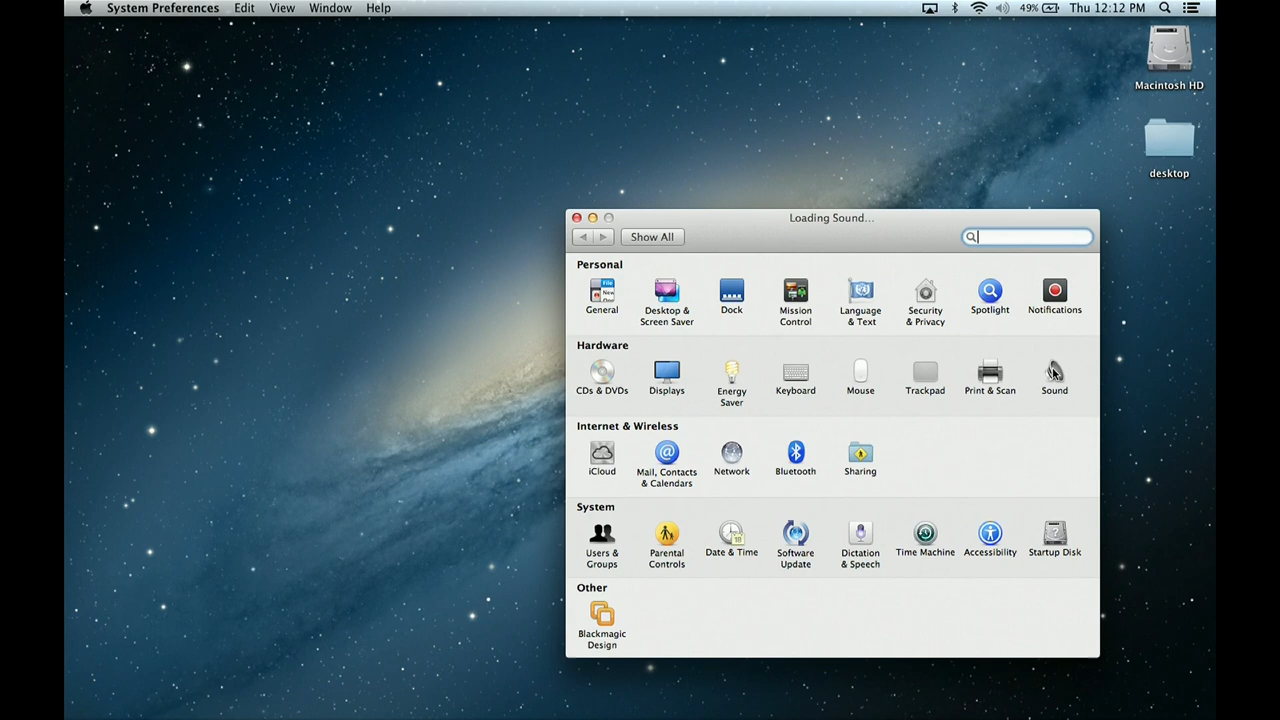 System Preferences Edit View Window Help 49% Thu 12:12 PM
Macintosh HD
desktop
Loading Sound...
Show All
Personal
General Desktop & Screen Saver Dock Mission Control Language & Text Security & Privacy Spotlight Notifications
Hardware
CDs & DVDs Displays Energy Saver Keyboard Mouse Trackpad Print & Scan Sound
Internet & Wireless
iCloud Mail, Contacts & Calendars Network Bluetooth Sharing
System
Users & Groups Parental Controls Date & Time Software Update Dictation & Speech Time Machine Accessibility Startup Disk
Other
Blackmagic Design